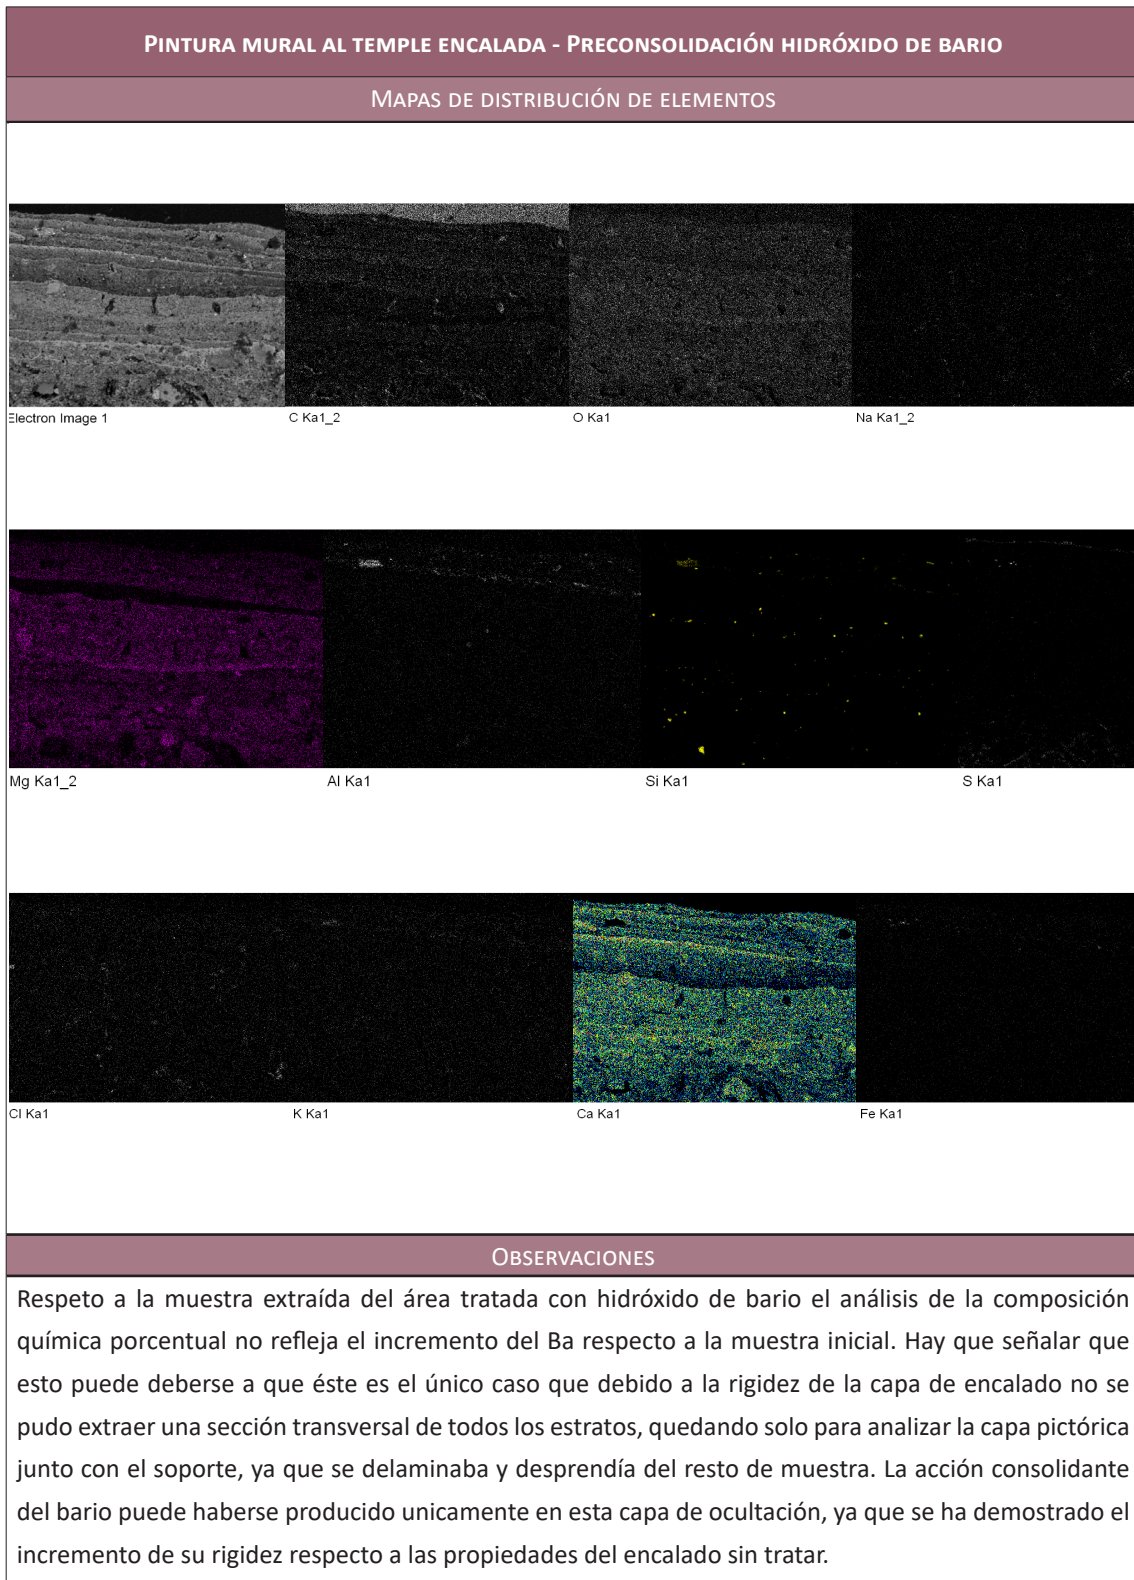 PINTURA MURAL AL TEMPLE ENCALADA - PRECONSOLIDACIÓN HIDRÓXIDO DE BARIO
MAPAS DE DISTRIBUCIÓN DE ELEMENTOS
Electron Image 1 C Ka1_2 O Ka1 Na Ka1_2
Mg Ka1_2 Al Ka1 Si Ka1 S Ka1
Cl Ka1 K Ka1 Ca Ka1 Fe Ka1
OBSERVACIONES
Respeto a la muestra extraída del área tratada con hidróxido de bario el análisis de la composición
química porcentual no refleja el incremento del Ba respecto a la muestra inicial. Hay que señalar que
esto puede deberse a que éste es el único caso que debido a la rigidez de la capa de encalado no se
pudo extraer una sección transversal de todos los estratos, quedando solo para analizar la capa pictórica
junto con el soporte, ya que se delaminaba y desprendía del resto de muestra. La acción consolidante
del bario puede haberse producido unicamente en esta capa de ocultación, ya que se ha demostrado el
incremento de su rigidez respecto a las propiedades del encalado sin tratar.